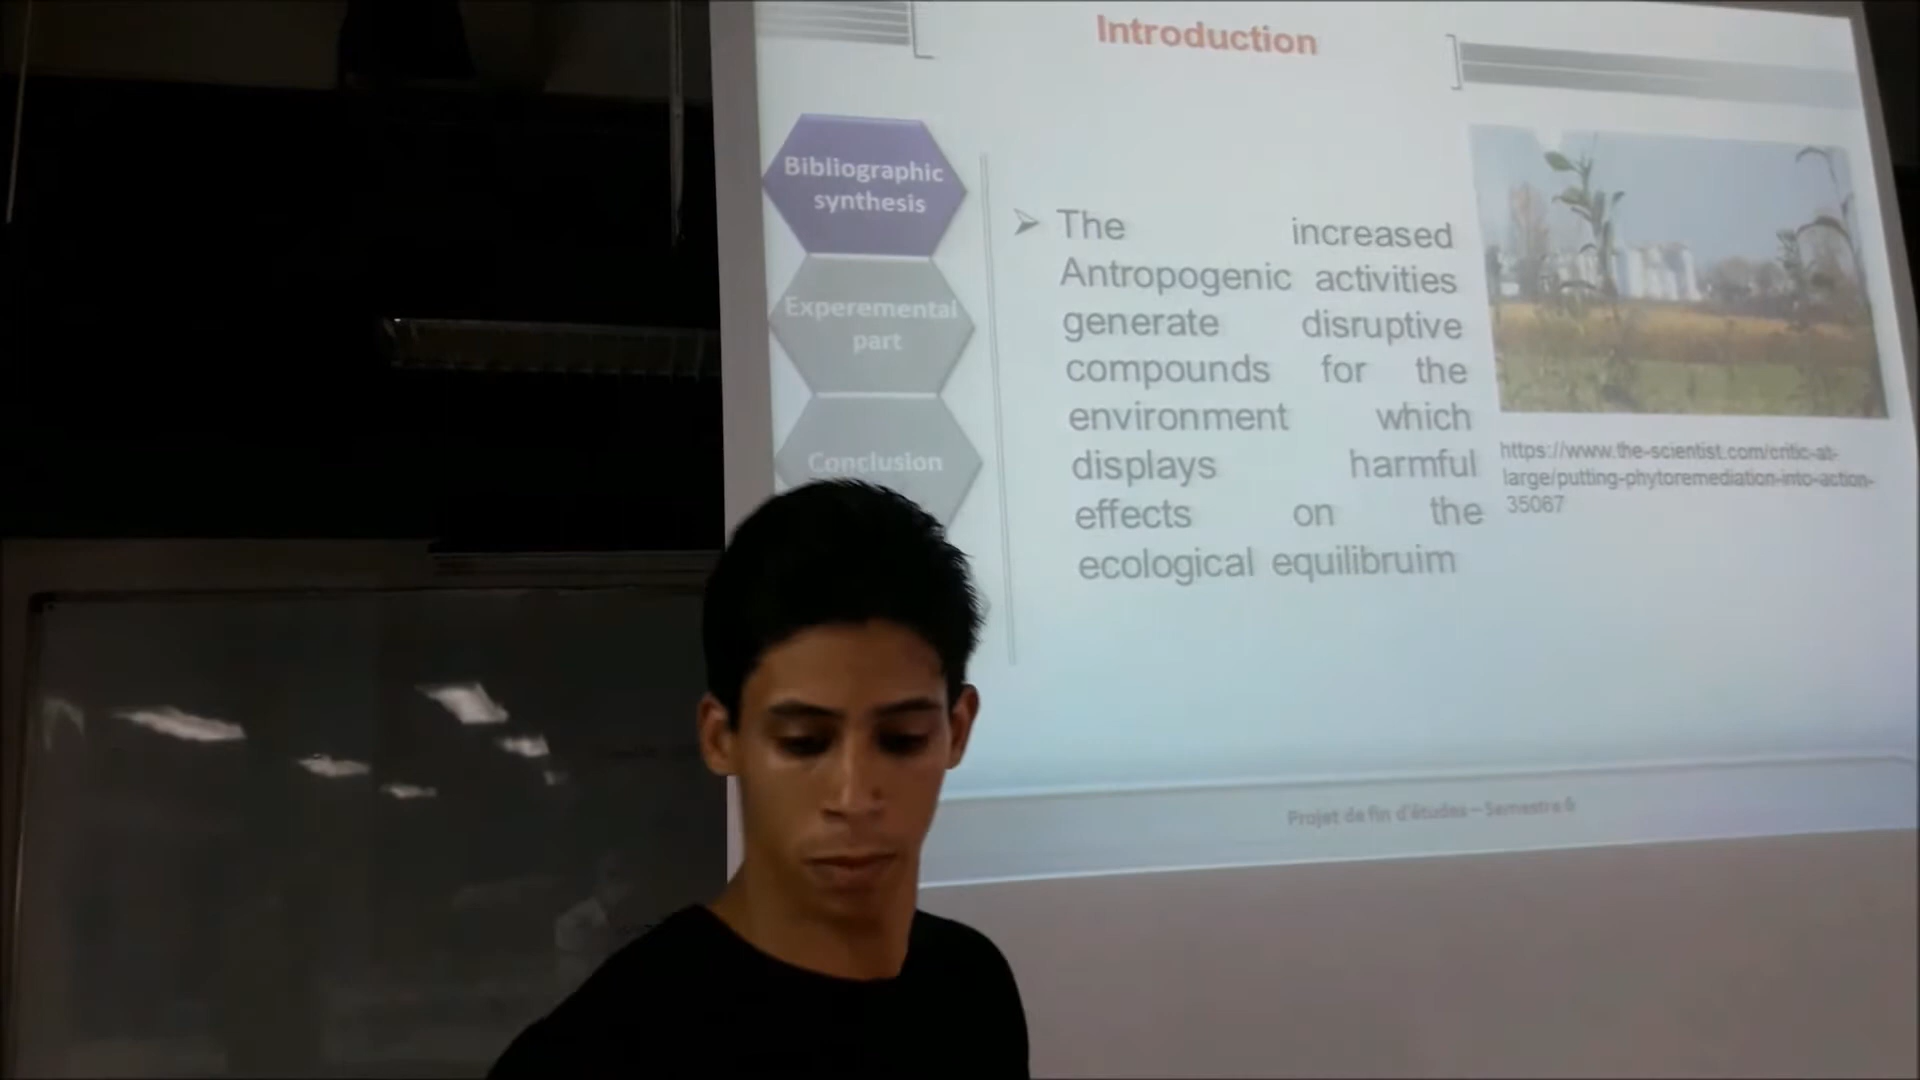 Introduction
Bibliographic
synthesis
Experemental
part
Conclusion
➢ The increased
Antropogenic activities
generate disruptive
compounds for the
environment which
displays harmful
effects on the
ecological equilibruim
https://www.the-scientist.com/critic-at-
large/putting-phytoremediation-into-action-
35067
Projet de fin d'études – Semestre 6